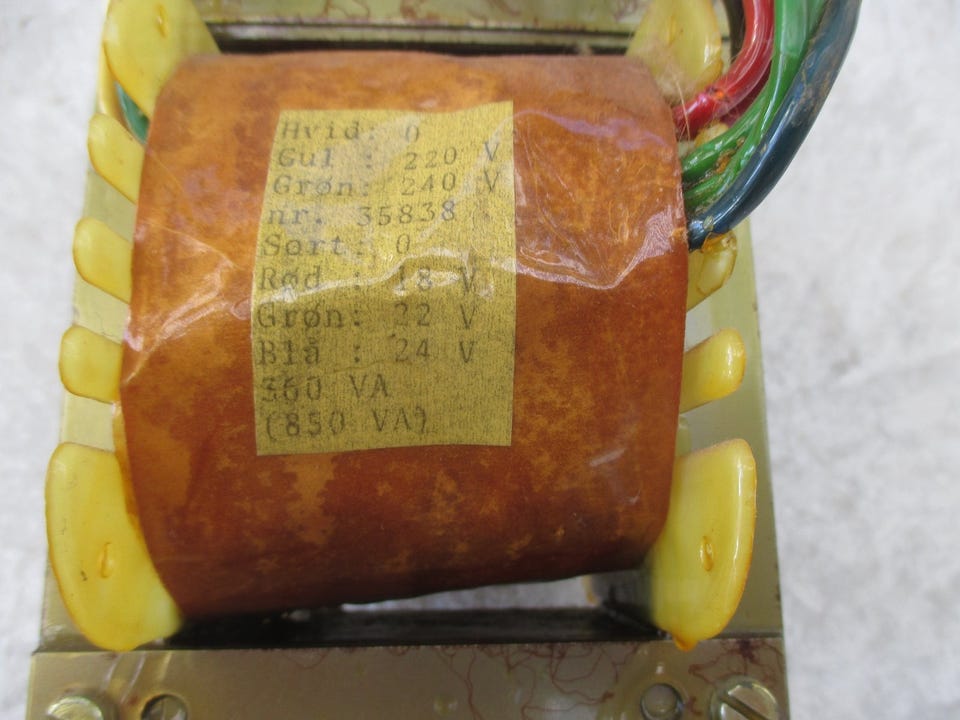 Hvid: 0
Gul : 220 V
Grøn: 240 V
nr. 35838
Sort: 0
Rød : 18 V
Grøn: 22 V
Blå : 24 V
360 VA
(850 VA)